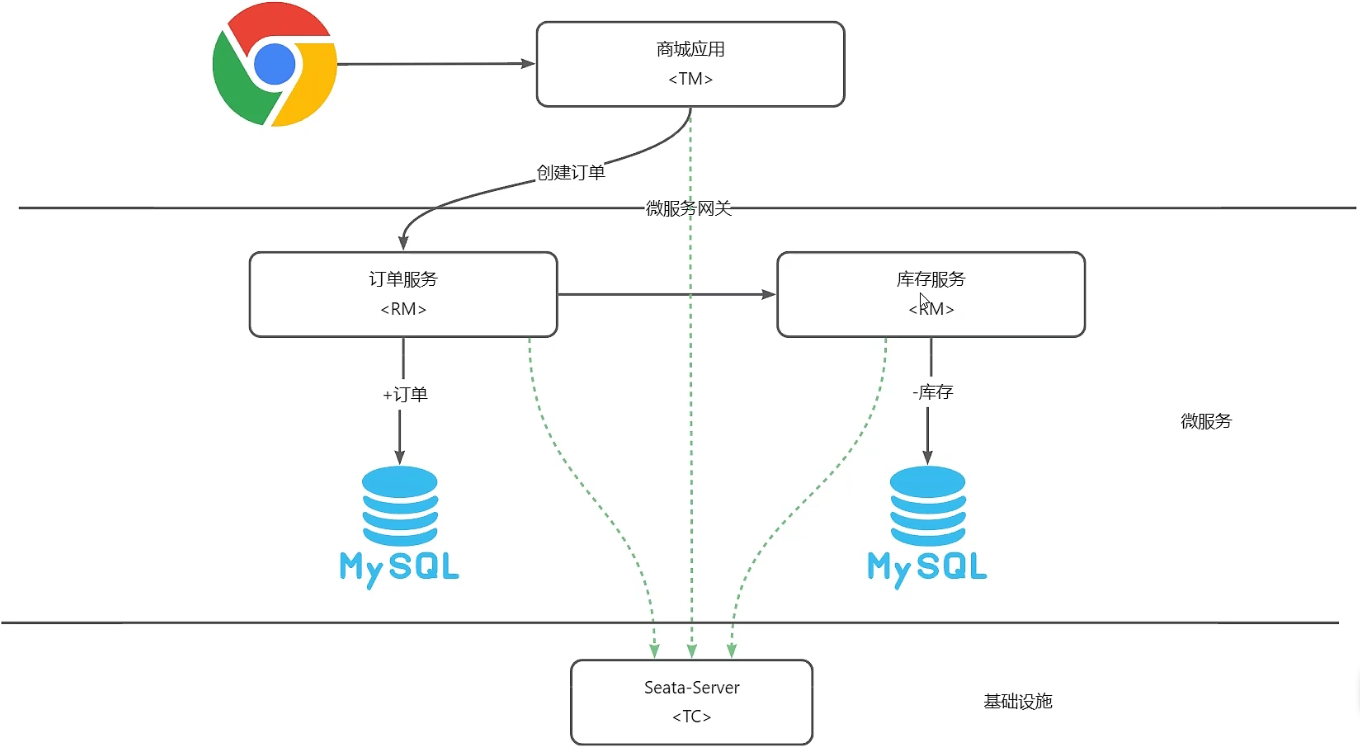 商城应用
<TM>
创建订单
微服务网关
订单服务
<RM>
库存服务
<RM>
+订单
-库存
微服务
MySQL
MySQL
Seata-Server
<TC>
基础设施